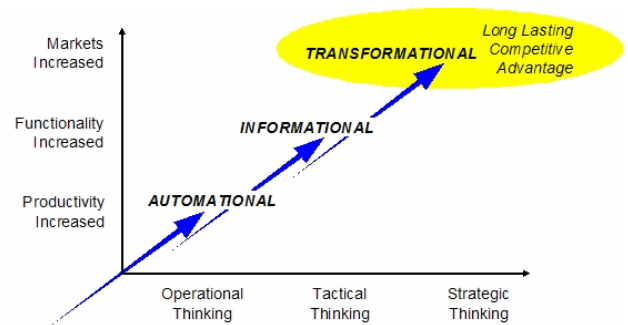 Markets
Increased
TRANSFORMATIONAL
Long Lasting
Competitive
Advantage
Functionality
Increased
INFORMATIONAL
Productivity
Increased
AUTOMATIONAL
Operational
Thinking
Tactical
Thinking
Strategic
Thinking